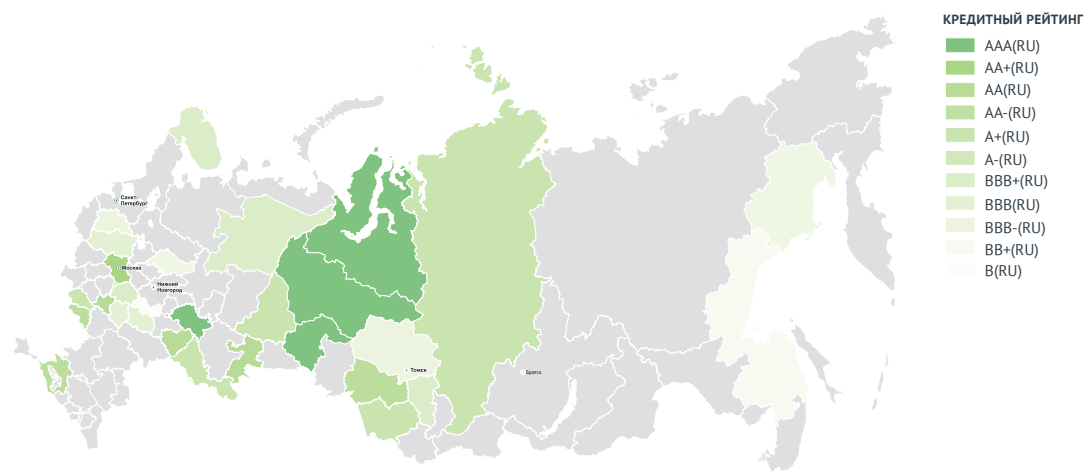 КРЕДИТНЫЙ РЕЙТИНГ
AAA(RU)
AA+(RU)
AA(RU)
AA-(RU)
A+(RU)
A-(RU)
BBB+(RU)
BBB(RU)
BBB-(RU)
BB+(RU)
B(RU)
Санкт-
Петербург
Москва
Нижний
Новгород
Томск
Братск